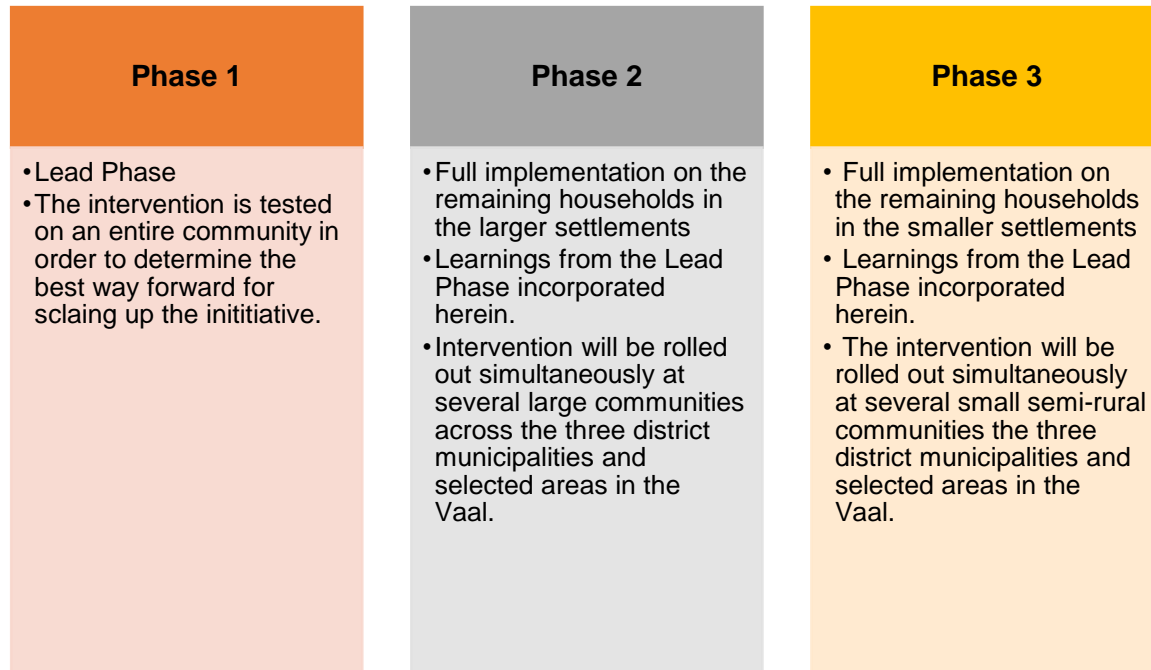 Phase 1
•Lead Phase
•The intervention is tested
on an entire community in
order to determine the
best way forward for
sclaing up the inititiative.
Phase 2
•Full implementation on the
remaining households in
the larger settlements
•Learnings from the Lead
Phase incorporated
herein.
•Intervention will be rolled
out simultaneously at
several large communities
across the three district
municipalities and
selected areas in the
Vaal.
Phase 3
• Full implementation on
the remaining households
in the smaller settlements
• Learnings from the Lead
Phase incorporated
herein.
• The intervention will be
rolled out simultaneously
at several small semi-rural
communities the three
district municipalities and
selected areas in the
Vaal.